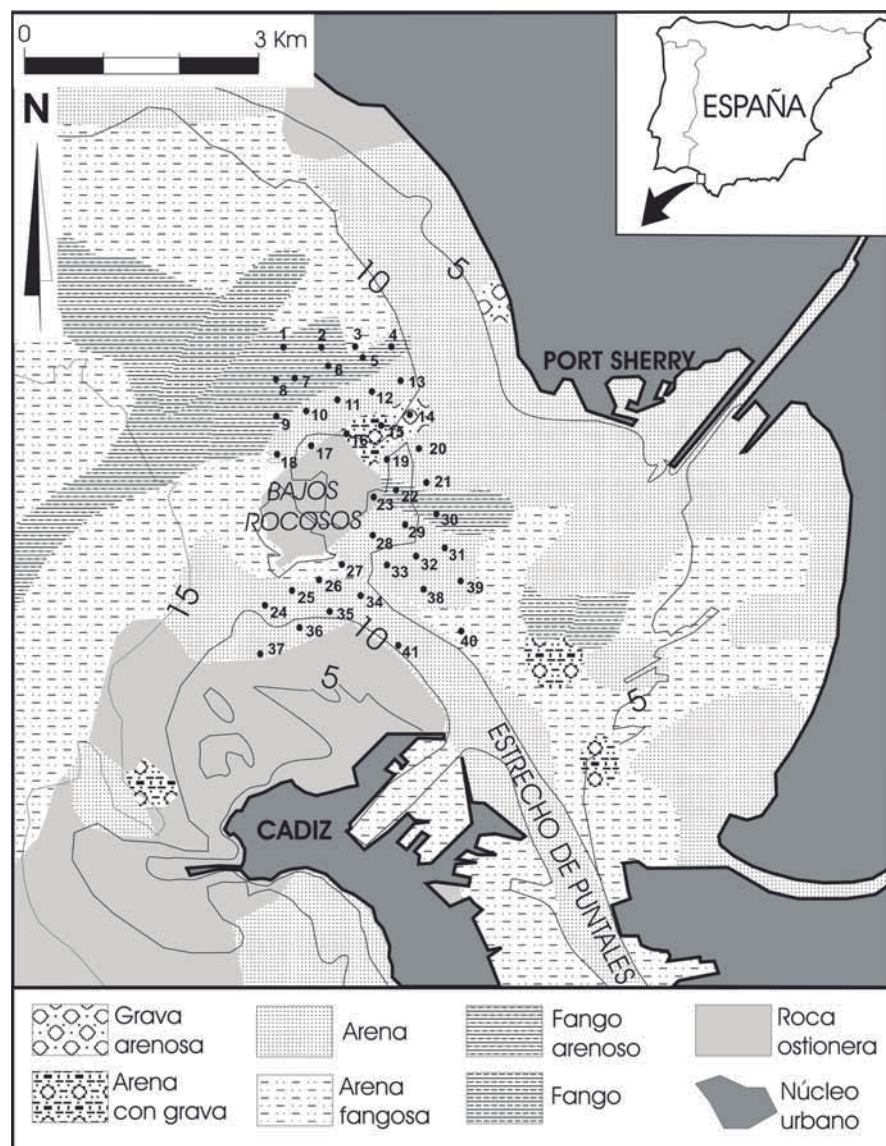 0 3 Km
N
ESPAÑA
5
10
PORT SHERRY
1 2 3 4
5
6
7
8
13
12
11
10
9
14
15
16
17
18
19
20
21
22
23
BAJOS
ROCOSOS
30
29
28
31
32
33
27
26
25
24
39
38
34
35
36
37
40
41
15
10
5
5
ESTRECHO DE PUNTALES
CADIZ
Grava
arenosa
Arena
con grava
Arena
Arena
fangosa
Fango
arenoso
Fango
Roca
ostionera
Núcleo
urbano